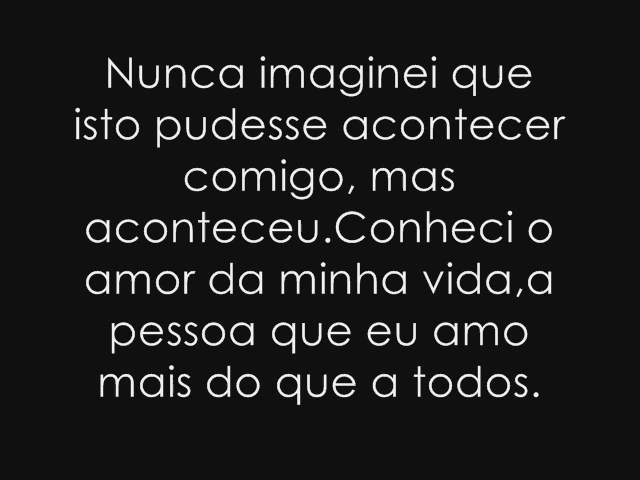 Nunca imaginei que
isto pudesse acontecer
comigo, mas
aconteceu.Conheci o
amor da minha vida,a
pessoa que eu amo
mais do que a todos.